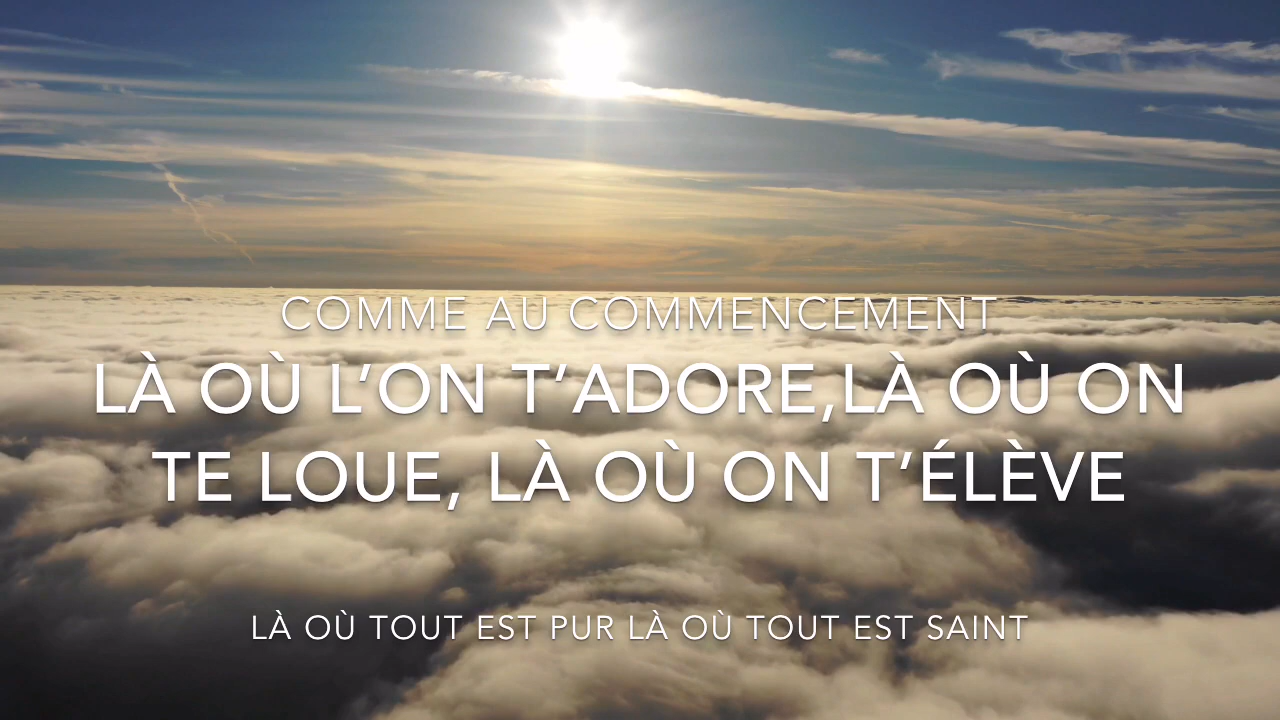 COMME AU COMMENCEMENT
LÀ OÙ L’ON T’ADORE,LÀ OÙ ON
TE LOUE, LÀ OÙ ON T’ÉLÈVE
LÀ OÙ TOUT EST PUR LÀ OÙ TOUT EST SAINT